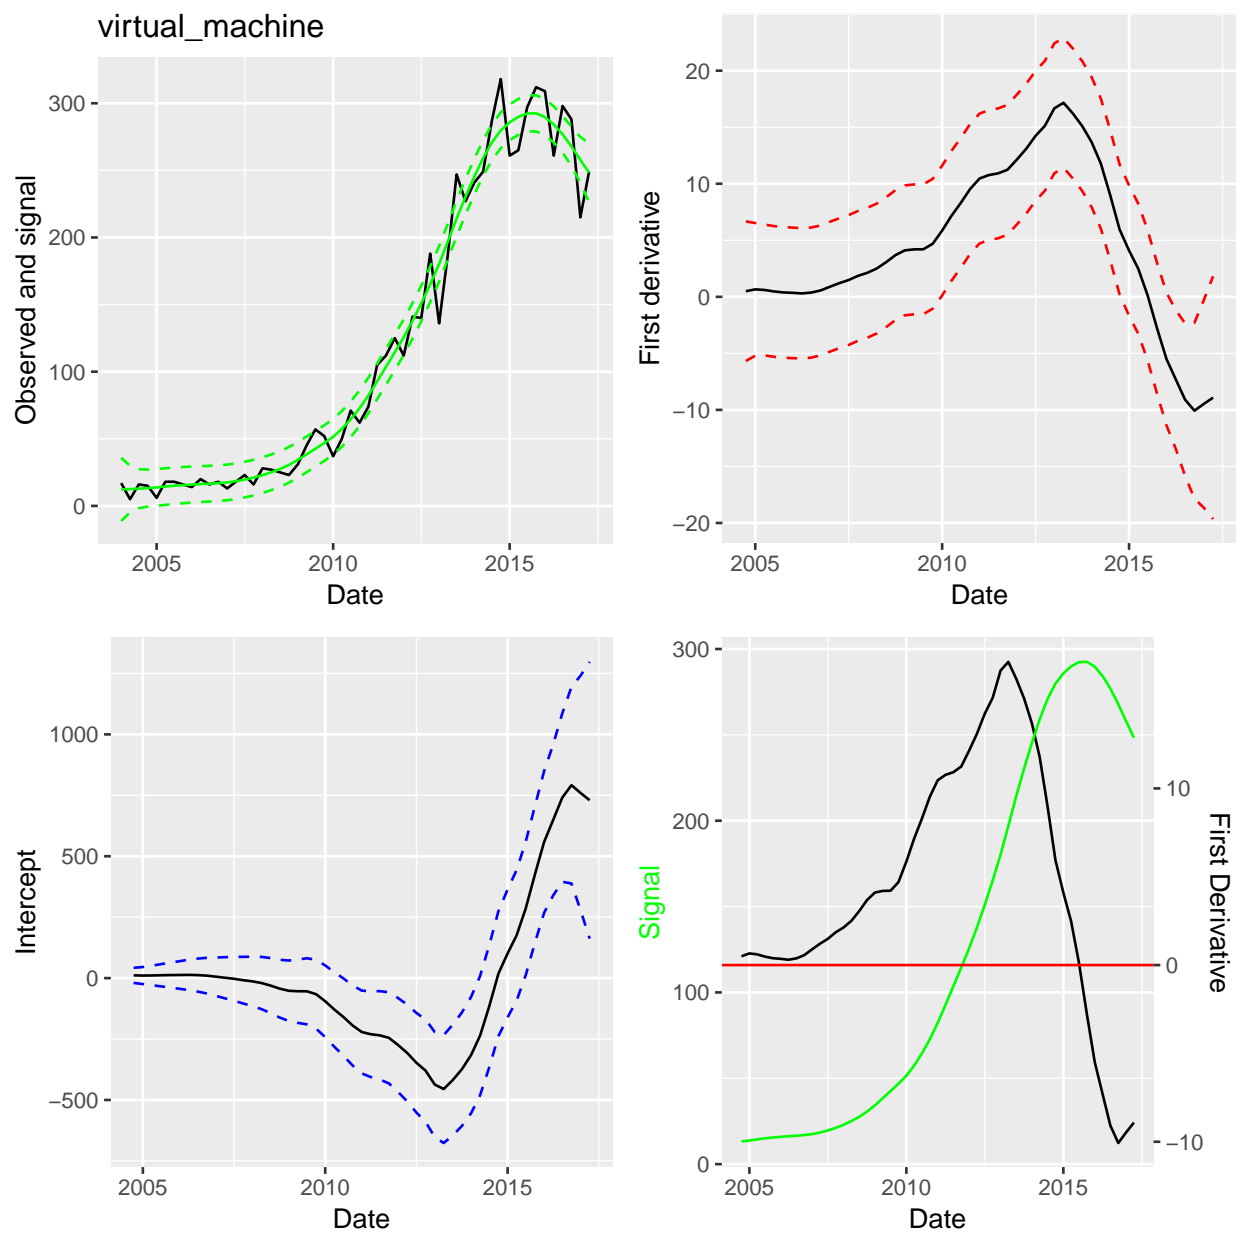 virtual_machine
Observed and signal
300
200
100
0
2005 2010 2015
Date
First derivative
20
10
0
−10
−20
2005 2010 2015
Date
Intercept
1000
500
0
−500
2005 2010 2015
Date
Signal
300
200
100
0
10
0
−10
First Derivative
2005 2010 2015
Date